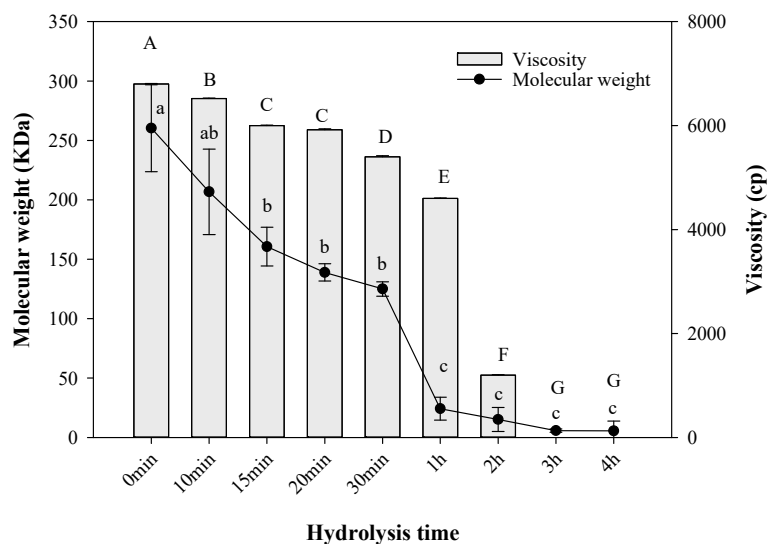 350
300
250
200
150
100
50
0
Molecular weight (KDa)
8000
6000
4000
2000
0
Viscosity (cp)
Viscosity
Molecular weight
A
B
C
C
D
E
F
G
G
a
ab
b
b
b
c
c
c
c
0min
10min
15min
20min
30min
1h
2h
3h
4h
Hydrolysis time